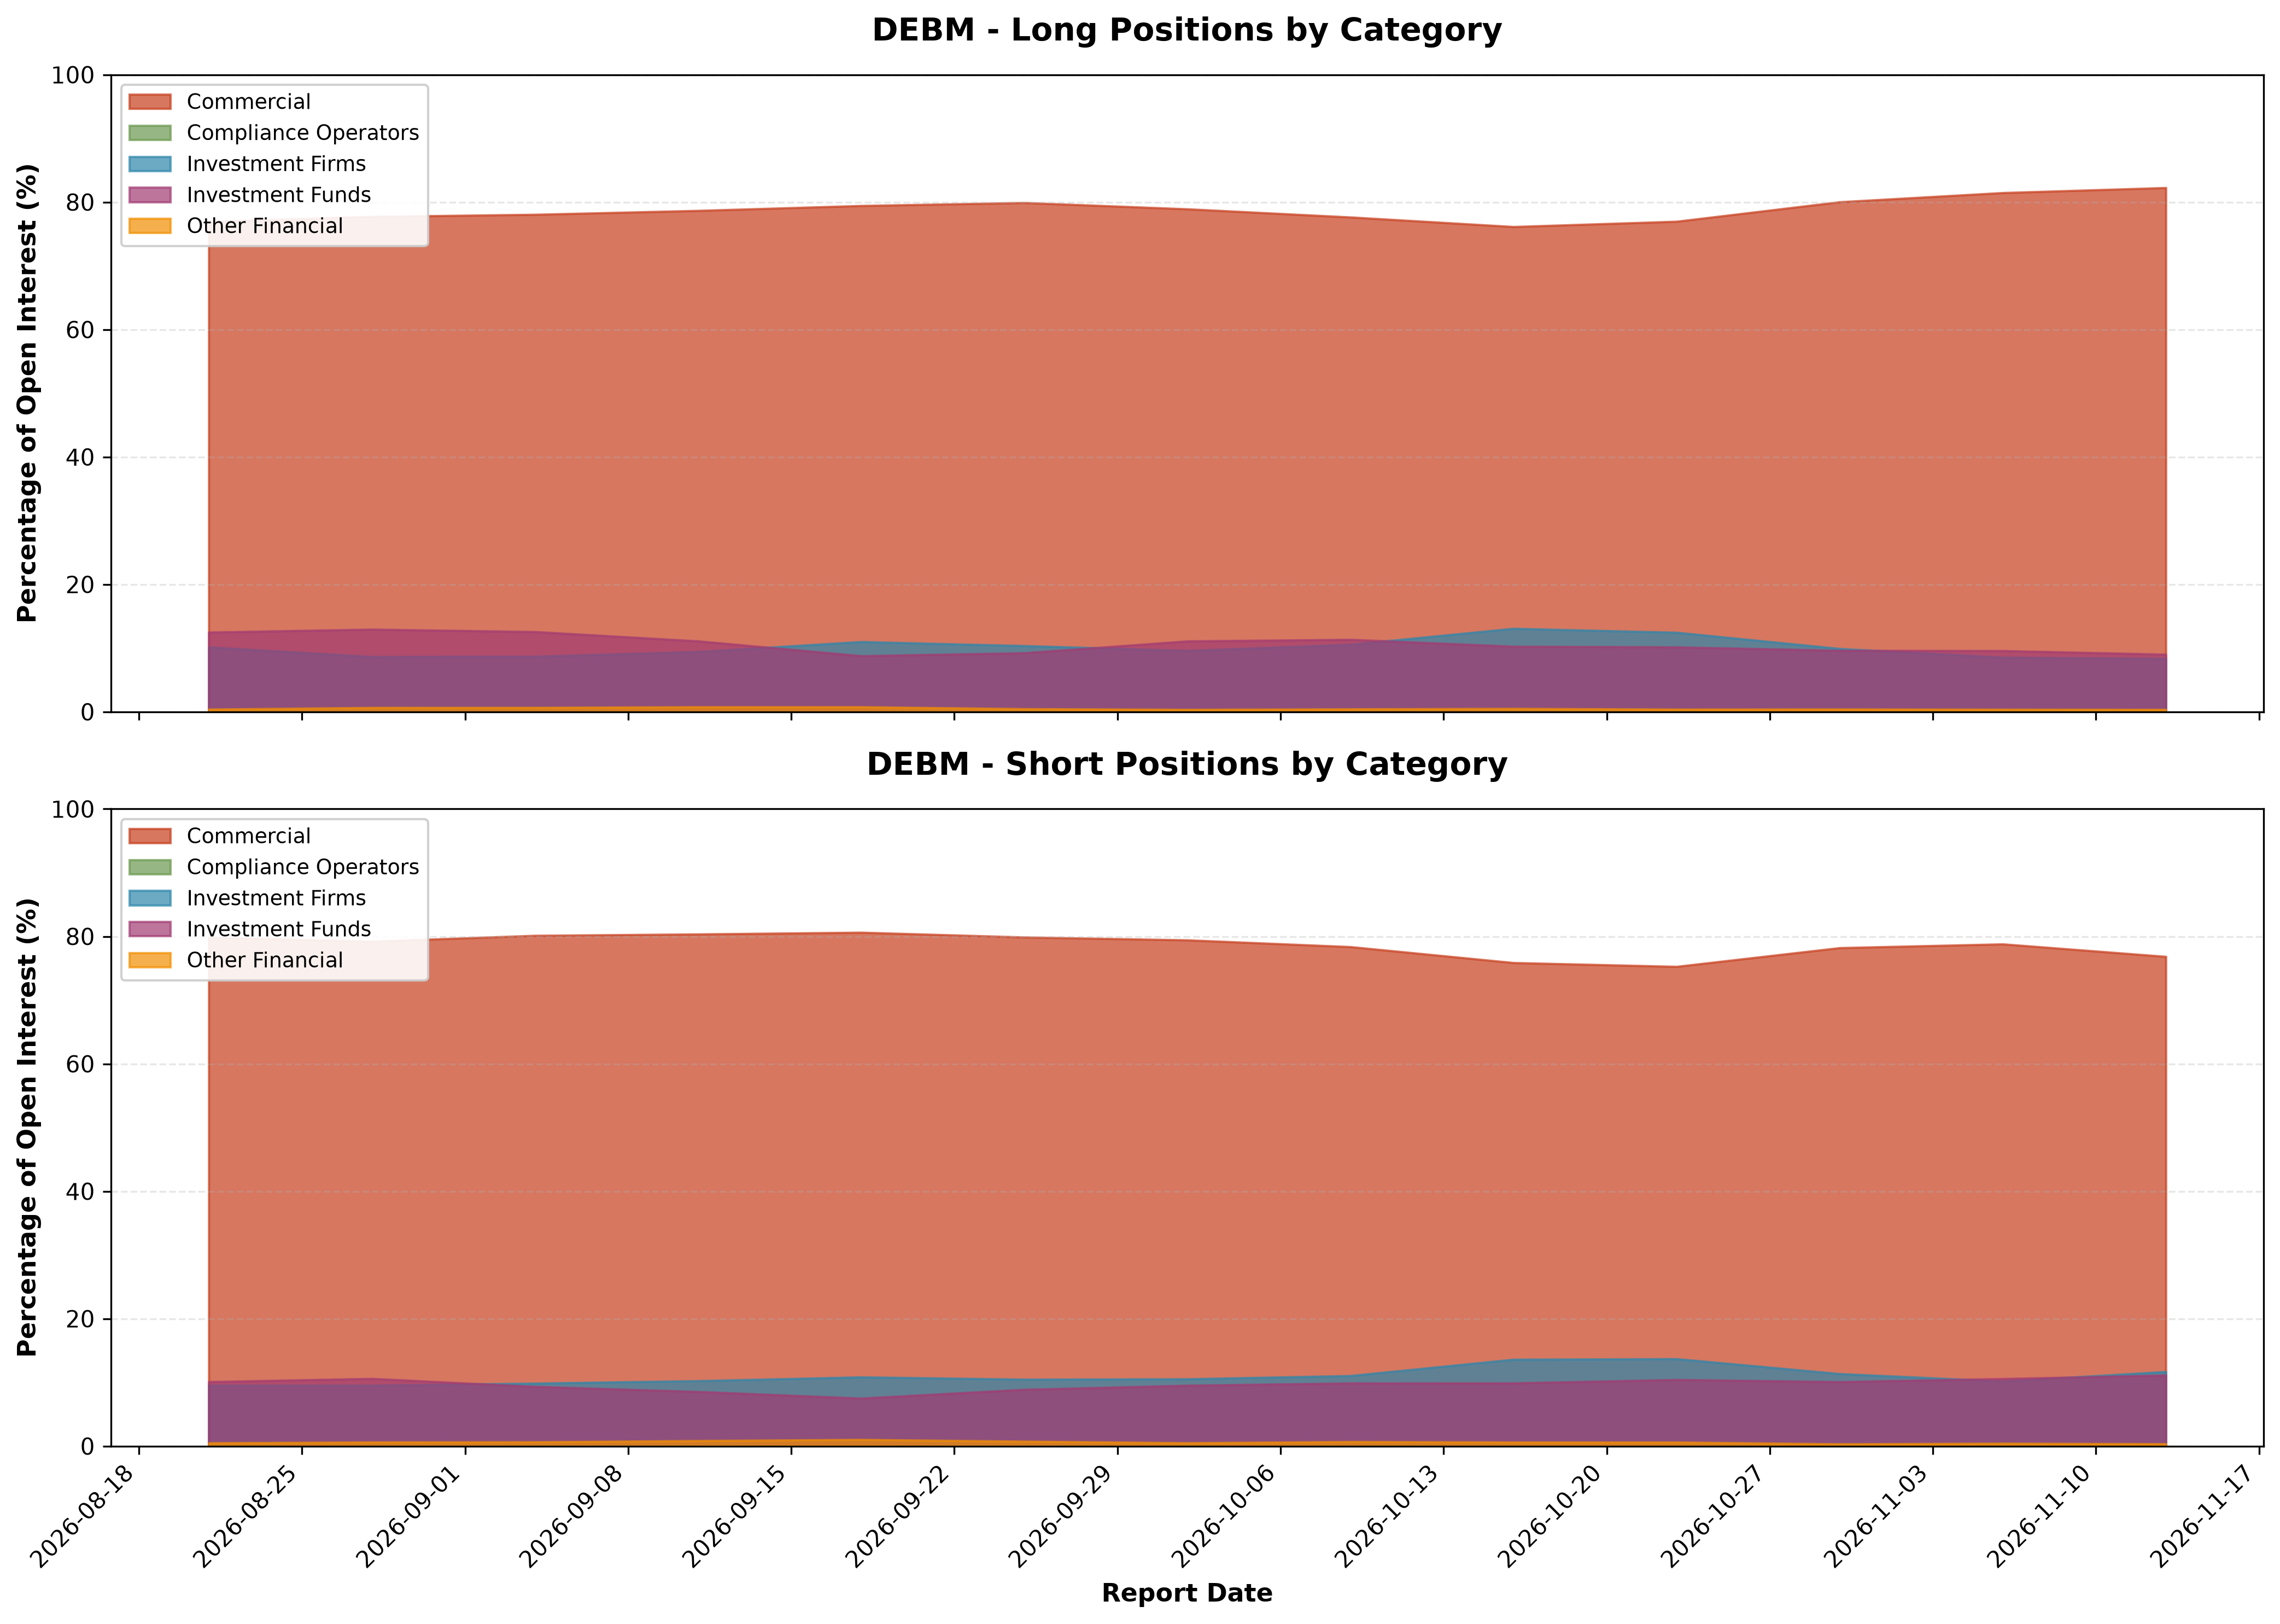 DEBM - Long Positions by Category
Percentage of Open Interest (%)
100
80
60
40
20
0
Commercial
Compliance Operators
Investment Firms
Investment Funds
Other Financial
DEBM - Short Positions by Category
Percentage of Open Interest (%)
100
80
60
40
20
0
Commercial
Compliance Operators
Investment Firms
Investment Funds
Other Financial
2026-08-18
2026-08-25
2026-09-01
2026-09-08
2026-09-15
2026-09-22
2026-09-29
2026-10-06
2026-10-13
2026-10-20
2026-10-27
2026-11-03
2026-11-10
2026-11-17
Report Date